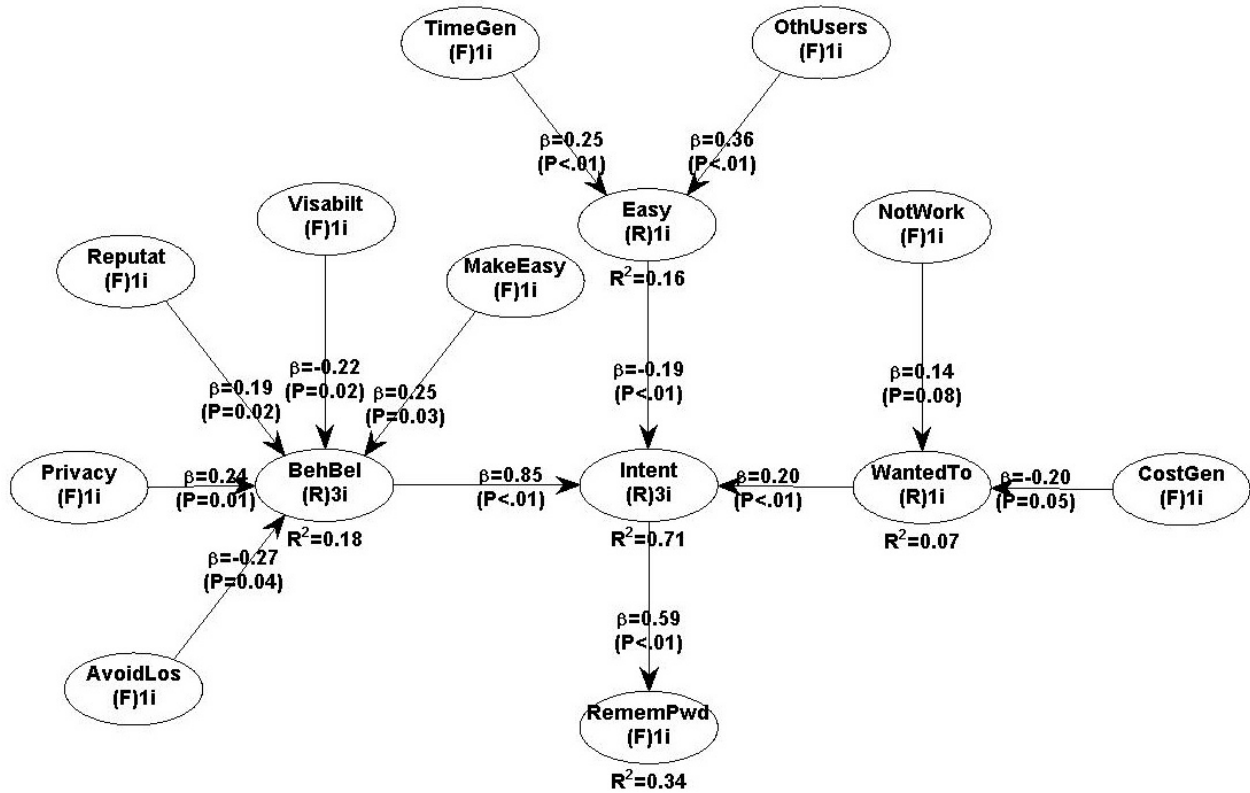 TimeGen
(F)1i
OthUsers
(F)1i
β=0.25
(P<.01)
β=0.36
(P<.01)
Visabilt
(F)1i
Easy
(R)1i
NotWork
(F)1i
Reputat
(F)1i
MakeEasy
(F)1i
R²=0.16
β=0.19
(P=0.02)
β=-0.22
(P=0.02)
β=0.25
(P=0.03)
β=-0.19
(P<.01)
β=0.14
(P=0.08)
Privacy
(F)1i
β=0.24
(P=0.01)
BehBel
(R)3i
β=0.85
(P<.01)
Intent
(R)3i
β=0.20
(P<.01)
WantedTo
(R)1i
β=-0.20
(P=0.05)
CostGen
(F)1i
R²=0.18
R²=0.71
R²=0.07
β=-0.27
(P=0.04)
β=0.59
(P<.01)
AvoidLos
(F)1i
RememPwd
(F)1i
R²=0.34